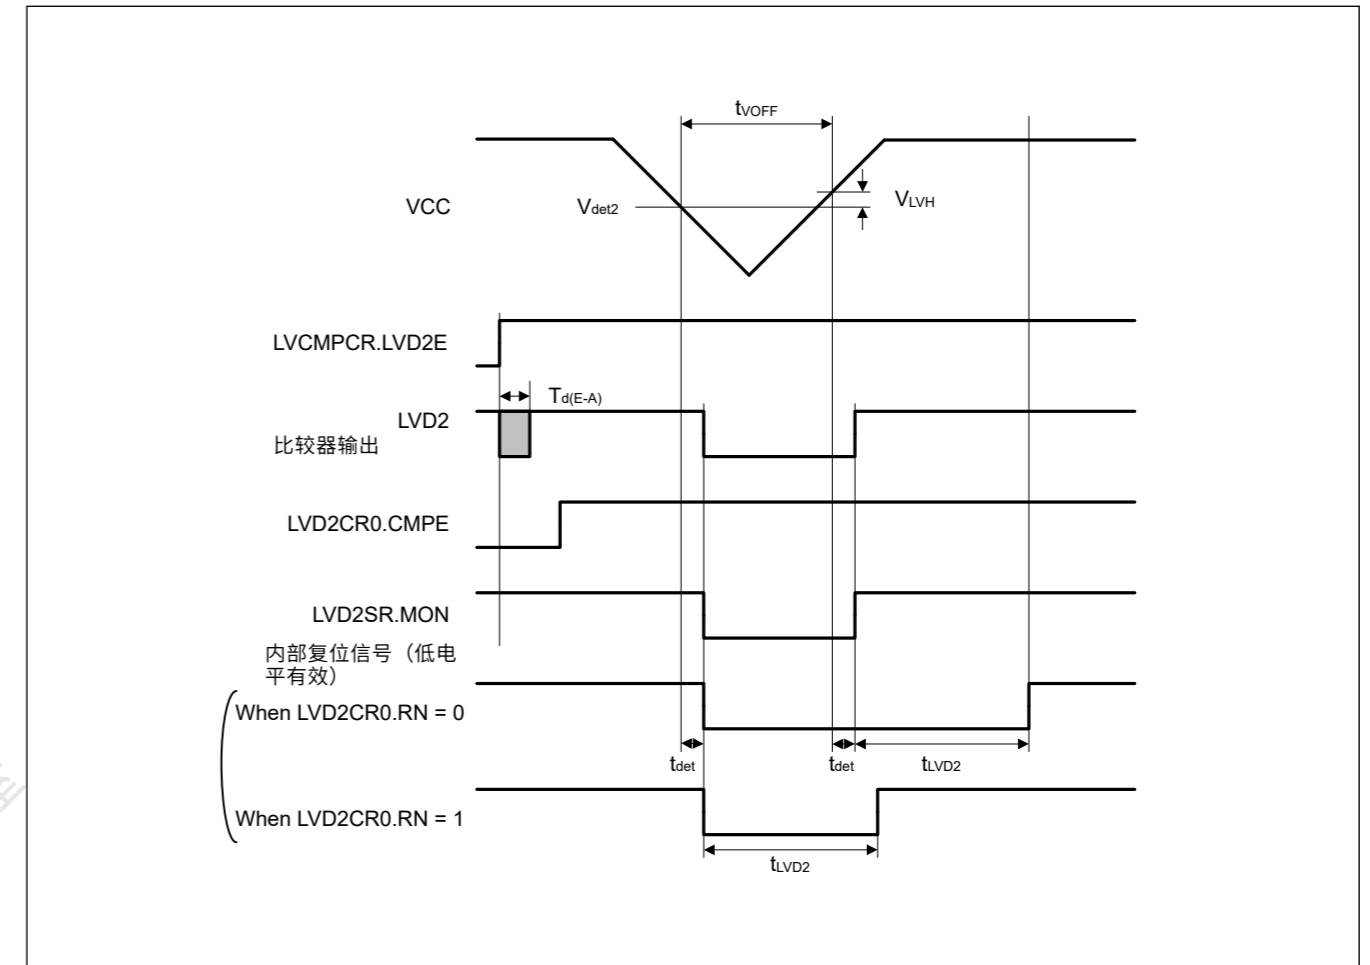 tVOFF
VCC
Vdet2
VLVH
LVCMPCR.LVD2E
Td(E-A)
LVD2
比较器输出
LVD2CR0.CMPE
LVD2SR.MON
内部复位信号（低电
平有效）
When LVD2CR0.RN = 0
tdet
tdet
tLVD2
When LVD2CR0.RN = 1
tLVD2